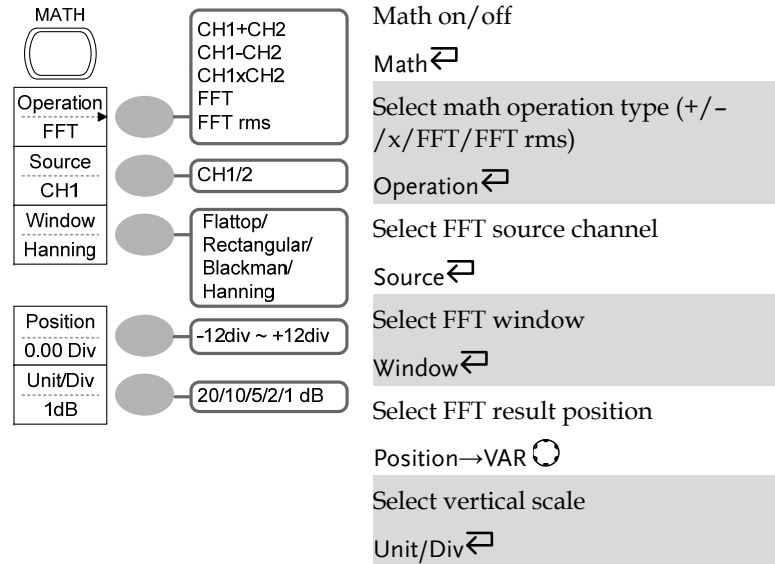 MATH
Operation
FFT
Source
CH1
Window
Hanning
Position
0.00 Div
Unit/Div
1dB
CH1+CH2
CH1-CH2
CH1xCH2
FFT
FFT rms
CH1/2
Flattop/
Rectangular/
Blackman/
Hanning
-12div ~ +12div
20/10/5/2/1 dB
Math on/off
Math
Select math operation type (+/–
/x/FFT/FFT rms)
Operation
Select FFT source channel
Source
Select FFT window
Window
Select FFT result position
Position→VAR
Select vertical scale
Unit/Div